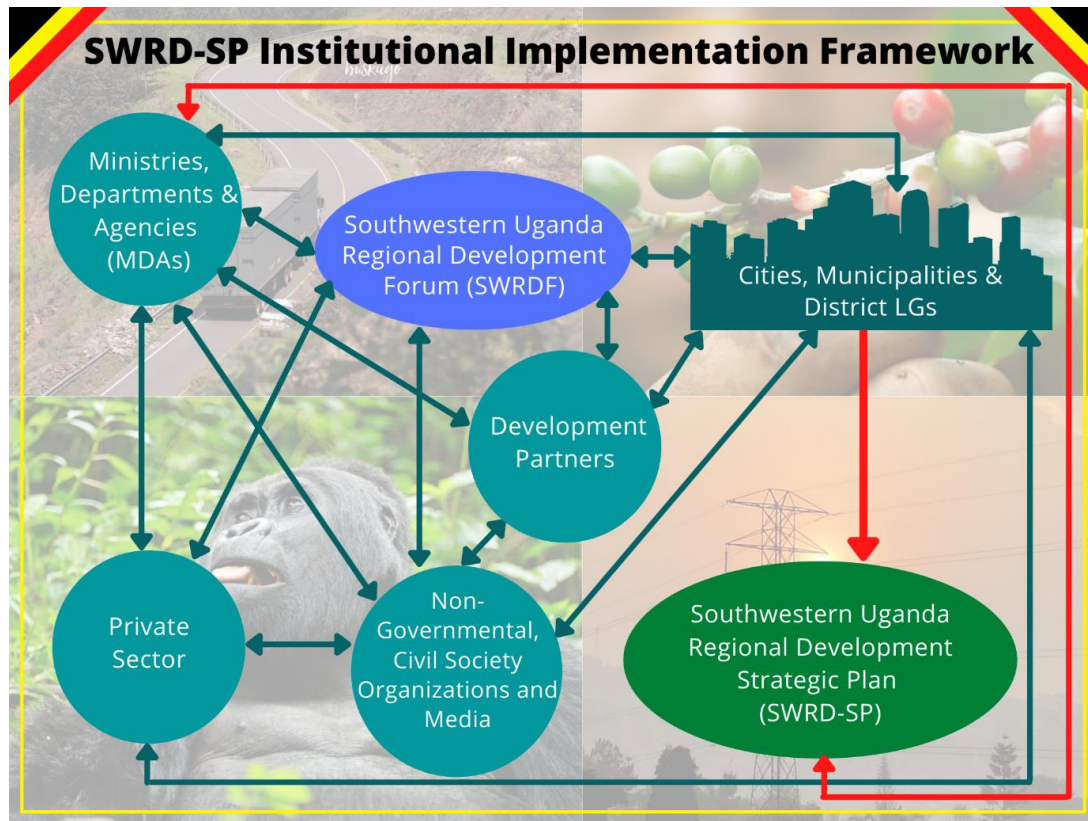 SWRD-SP Institutional Implementation Framework
Ministries,
Departments &
Agencies
(MDAs)
Southwestern Uganda
Regional Development
Forum (SWRDF)
Cities, Municipalities &
District LGs
Development
Partners
Private
Sector
Non-
Governmental,
Civil Society
Organizations and
Media
Southwestern Uganda
Regional Development
Strategic Plan
(SWRD-SP)